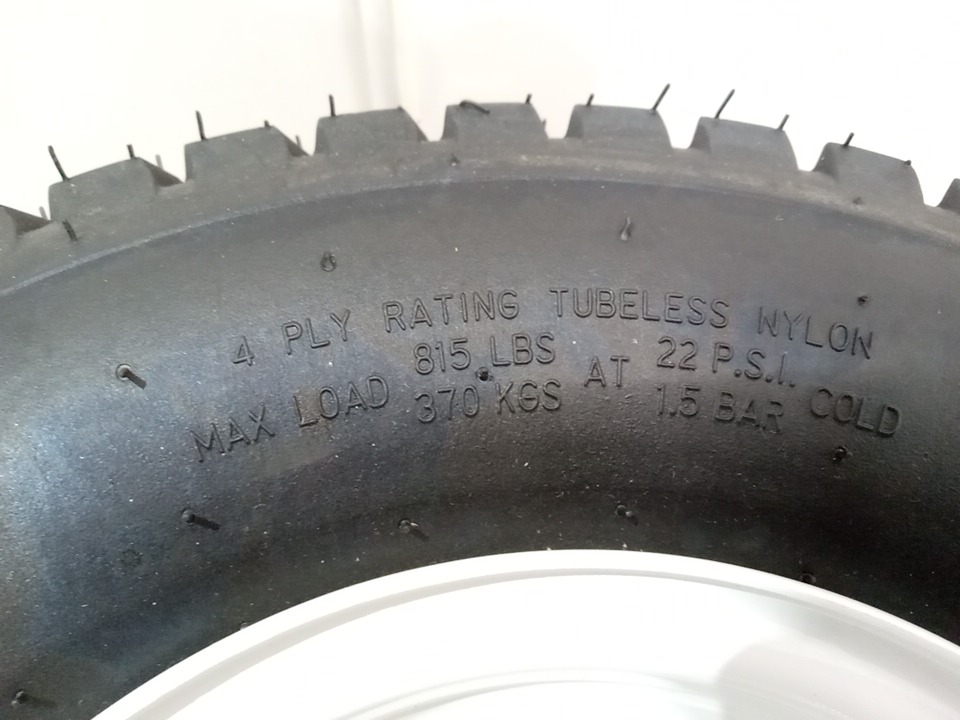 4 PLY RATING TUBELESS NYLON
MAX LOAD 815 LBS AT 22 P.S.I. COLD
370 KGS 1.5 BAR